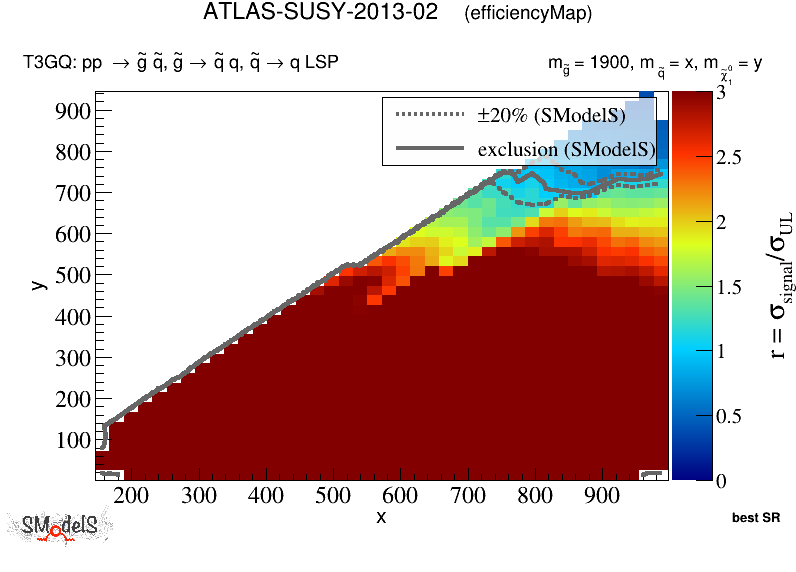 ATLAS-SUSY-2013-02 (efficiencyMap)
T3GQ: pp → g̃ q̃, g̃ → q̃ q, q̃ → q LSP
m_g̃ = 1900, m_q̃ = x, m_χ̃₁⁰ = y
±20% (SModelS)
exclusion (SModelS)
900
800
700
600
500
400
300
200
100
y
200 300 400 500 600 700 800 900
x
3
2.5
2
1.5
1
0.5
0
r = σ_signal/σ_UL
SModelS
best SR